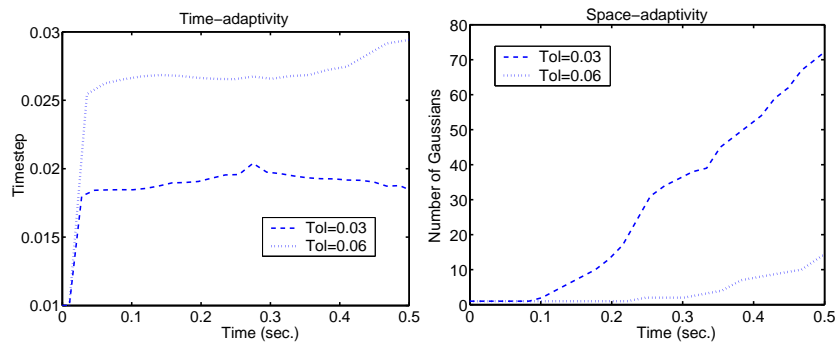 Time-adaptivity
0.03
0.025
0.02
0.015
0.01
Timestep
Tol=0.03
Tol=0.06
0
0.1
0.2
0.3
0.4
0.5
Time (sec.)
Space-adaptivity
80
70
60
50
40
30
20
10
0
Number of Gaussians
Tol=0.03
Tol=0.06
0
0.1
0.2
0.3
0.4
0.5
Time (sec.)